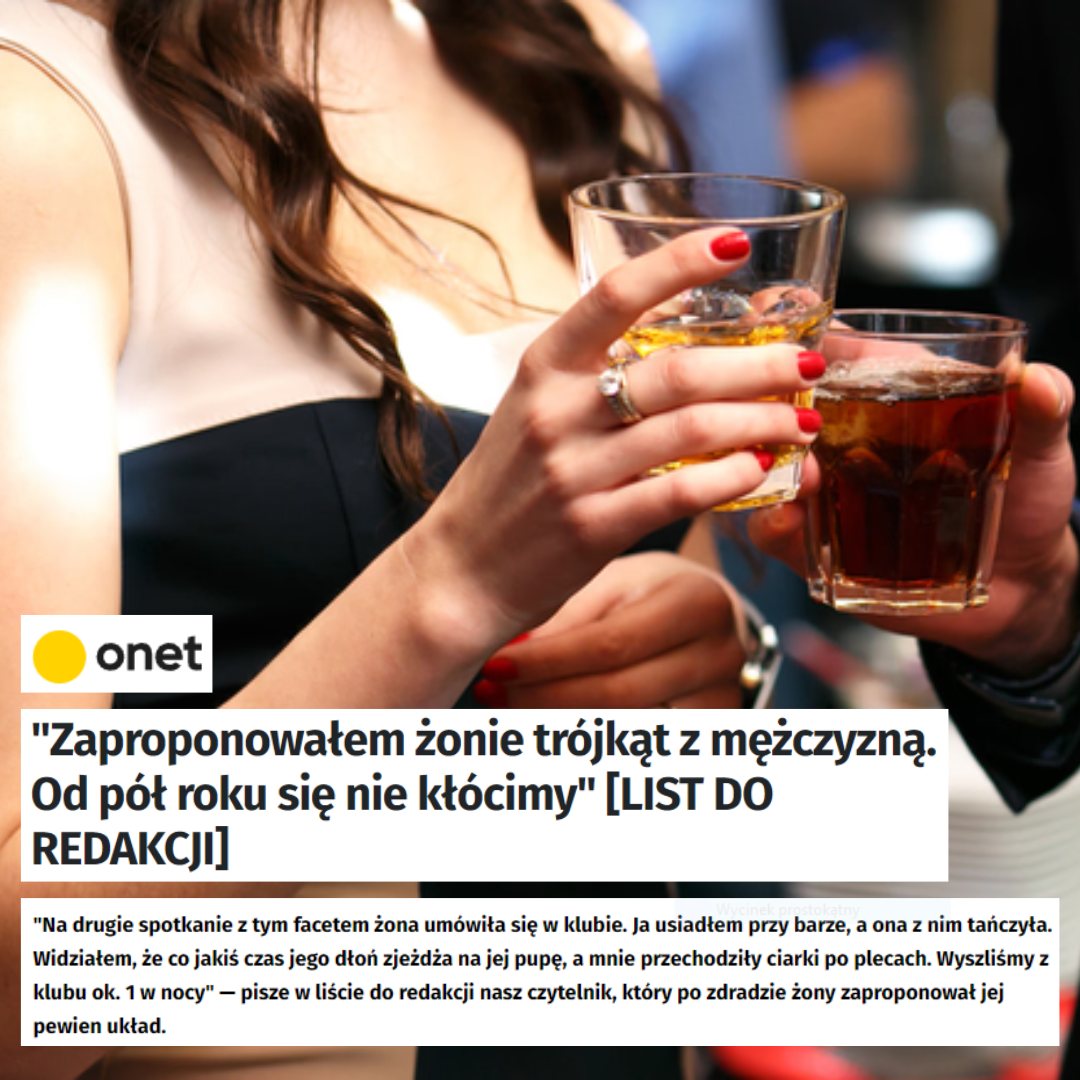 onet
"Zaproponowałem żonie trójkąt z mężczyzną.
Od pół roku się nie kłócimy" [LIST DO
REDAKCJI]
Wycinek prostokątny
"Na drugie spotkanie z tym facetem żona umówiła się w klubie. Ja usiadłem przy barze, a ona z nim tańczyła.
Widziałem, że co jakiś czas jego dłoń zjeżdża na jej pupę, a mnie przechodziły ciarki po plecach. Wyszliśmy z
klubu ok. 1 w nocy" — pisze w liście do redakcji nasz czytelnik, który po zdradzie żony zaproponował jej
pewien układ.